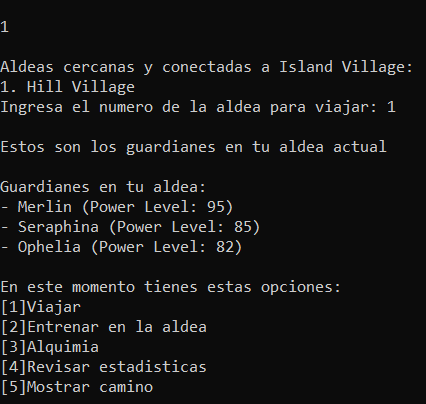 1
Aldeas cercanas y conectadas a Island Village:
1. Hill Village
Ingresa el numero de la aldea para viajar: 1
Estos son los guardianes en tu aldea actual
Guardianes en tu aldea:
- Merlin (Power Level: 95)
- Seraphina (Power Level: 85)
- Ophelia (Power Level: 82)
En este momento tienes estas opciones:
[1]Viajar
[2]Entrenar en la aldea
[3]Alquimia
[4]Revisar estadisticas
[5]Mostrar camino